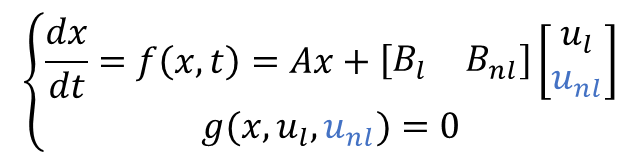 dx/dt = f(x, t) = Ax + [B_l B_nl] [u_l u_nl]
g(x, u_l, u_nl) = 0